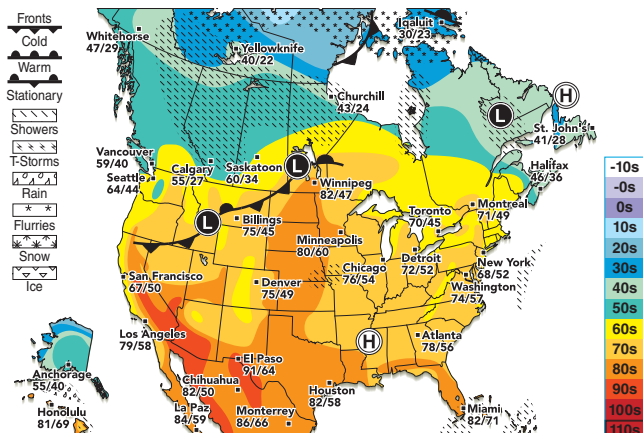 Fronts
Cold
Warm
Stationary
Showers
T-Storms
Rain
Flurries
Snow
Ice
Whitehorse
47/29
Yellowknife
40/22
Iqaluit
30/23
Churchill
43/24
L
H
St. John's
41/28
Vancouver
59/40
Seattle
64/44
Calgary
55/27
Saskatoon
60/34
L
Winnipeg
82/47
Halifax
46/36
L
Billings
75/45
Minneapolis
80/60
Toronto
70/45
Montreal
71/49
San Francisco
67/50
Denver
75/49
Chicago
76/54
Detroit
72/52
New York
68/52
Washington
74/57
Los Angeles
79/58
H
Atlanta
78/56
El Paso
91/64
Anchorage
55/40
Chihuahua
82/50
Houston
82/58
Honolulu
81/69
La Paz
84/59
Monterrey
86/66
Miami
82/71
-10s
-0s
0s
10s
20s
30s
40s
50s
60s
70s
80s
90s
100s
110s